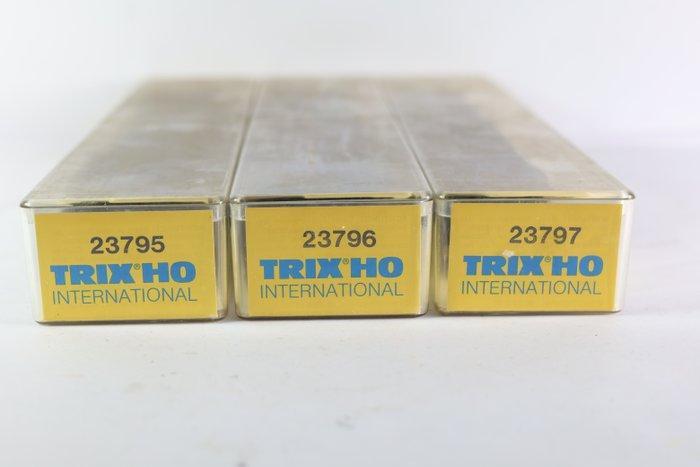 23795
TRIX®HO
INTERNATIONAL
23796
TRIX®HO
INTERNATIONAL
23797
TRIX®HO
INTERNATIONAL